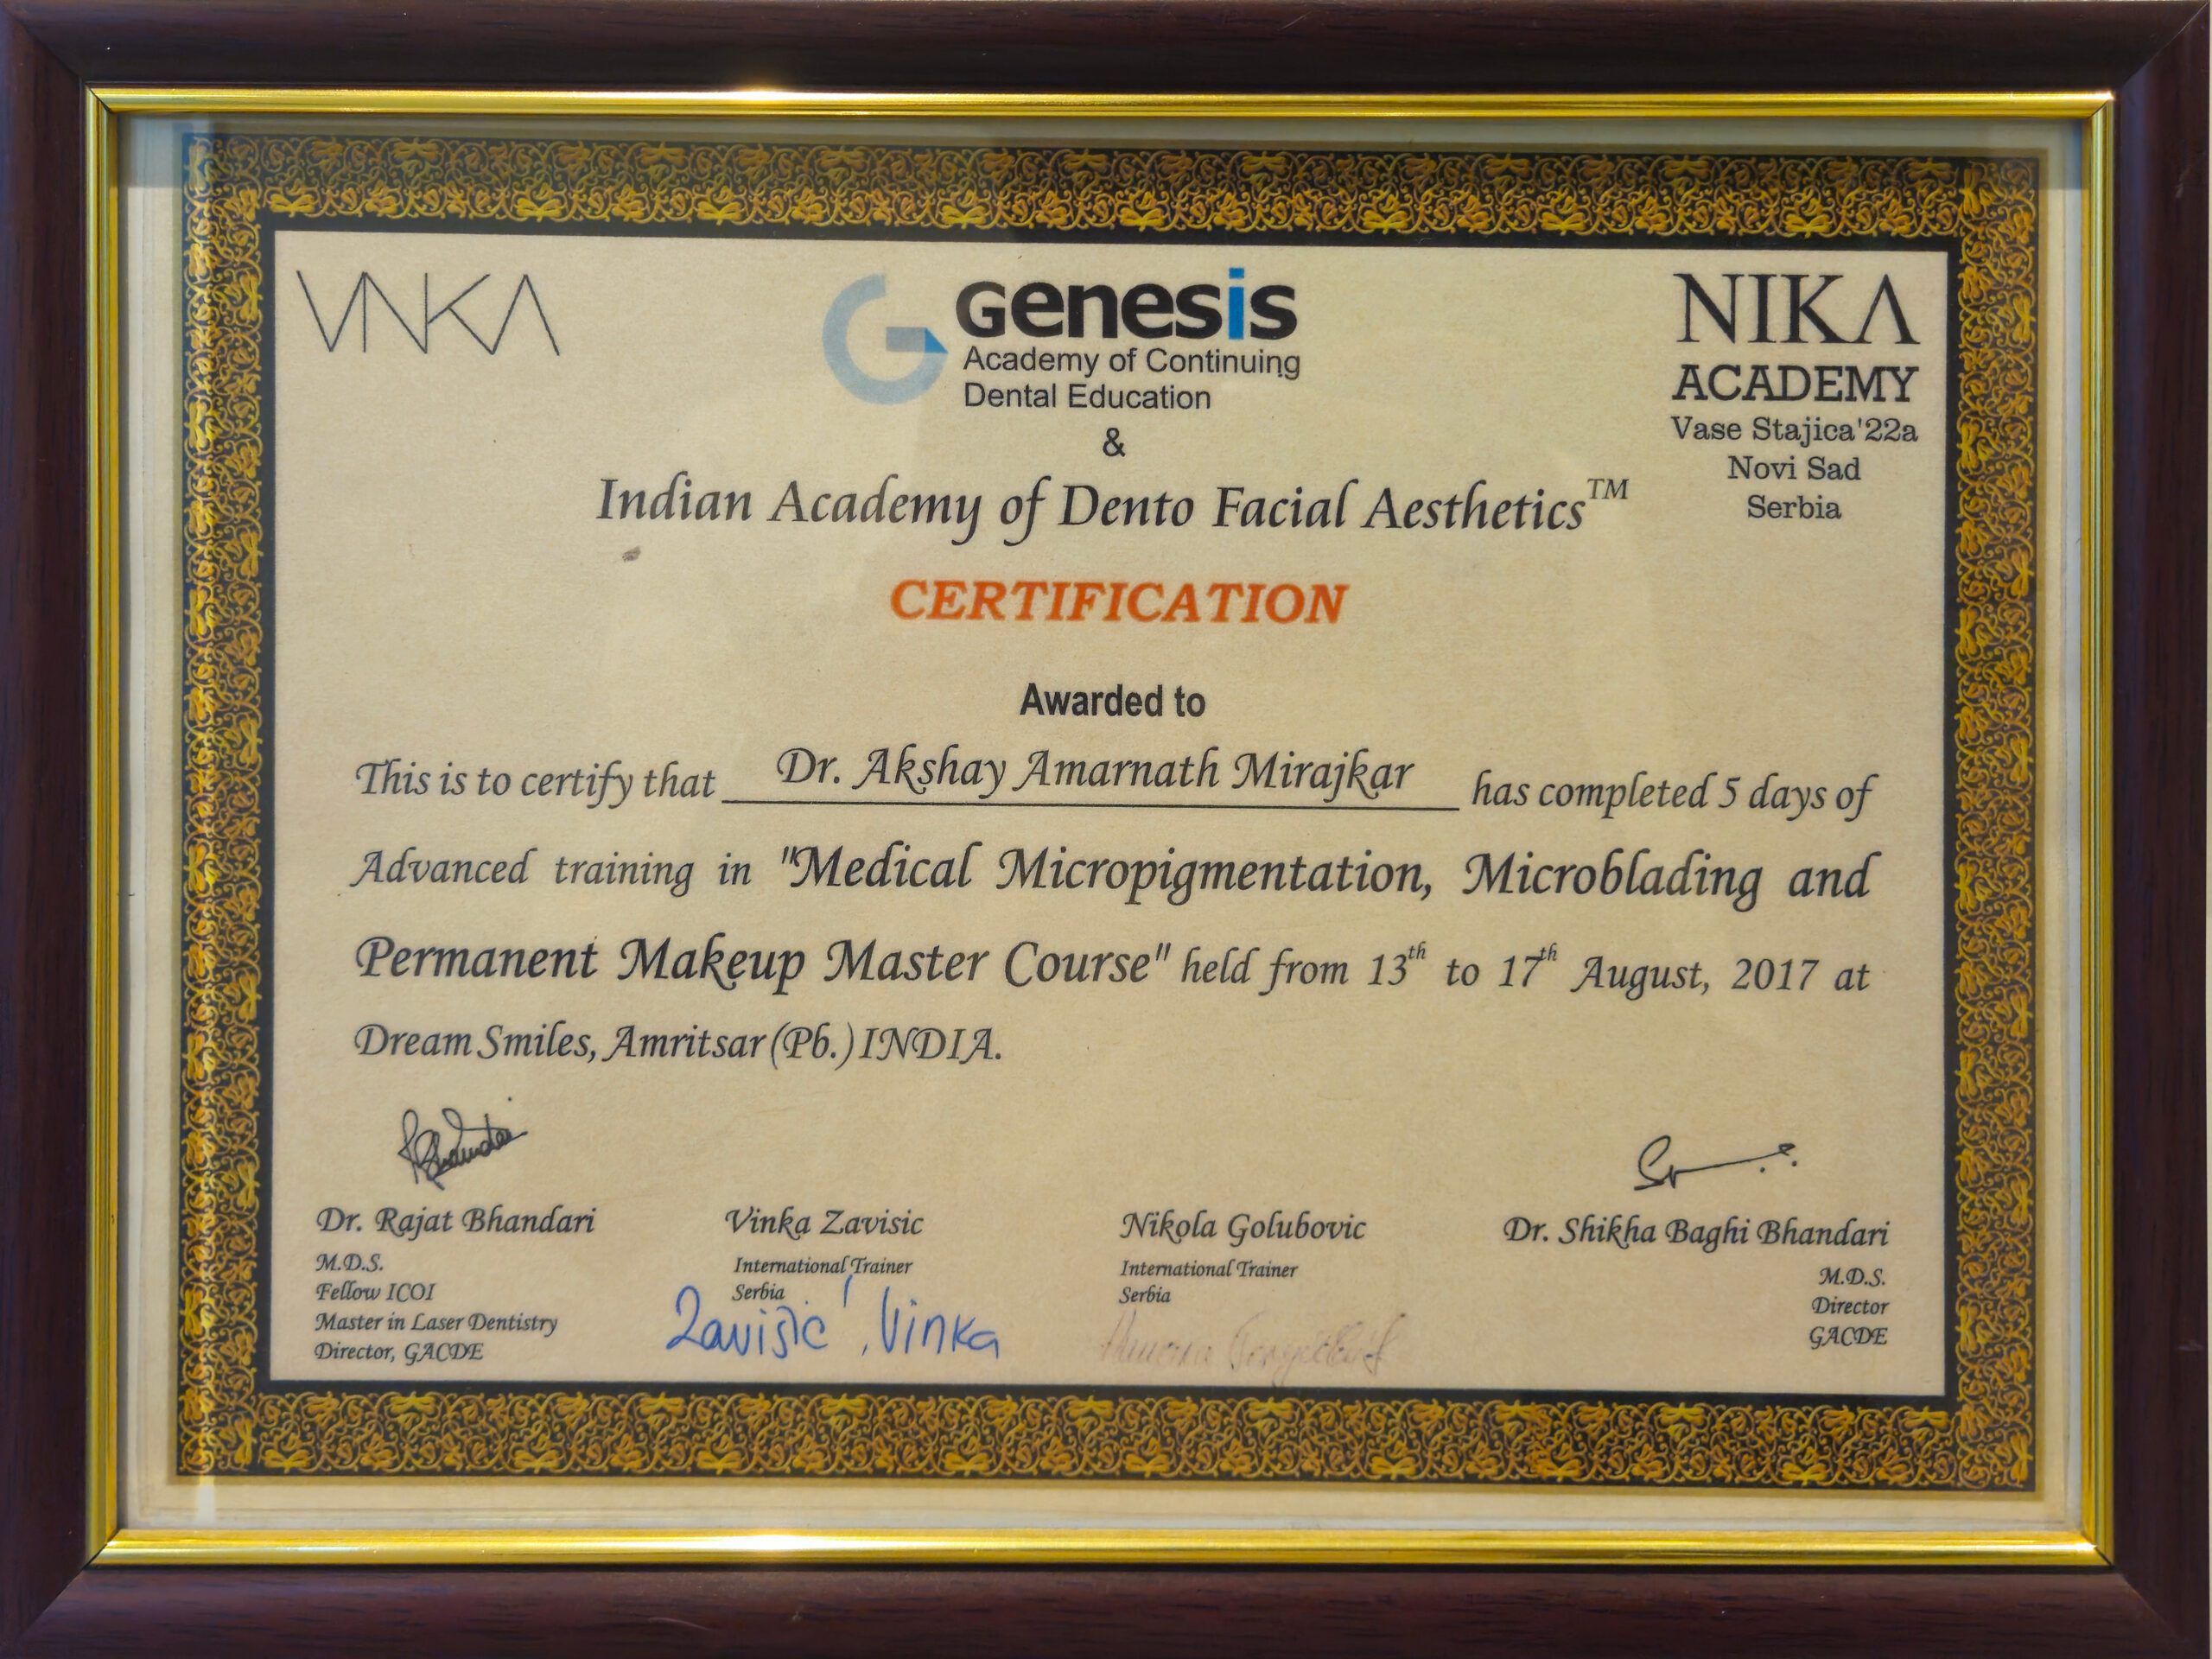 VNKA
Genesis
Academy of Continuing
Dental Education
&
Indian Academy of Dento Facial Aesthetics™
NIKA
ACADEMY
Vase Stajica'22a
Novi Sad
Serbia
CERTIFICATION
Awarded to
This is to certify that Dr. Akshay Amarnath Mirajkar has completed 5 days of
Advanced training in "Medical Micropigmentation, Microblading and
Permanent Makeup Master Course" held from 13th to 17th August, 2017 at
Dream Smiles, Amritsar (Pb.) INDIA.
Dr. Rajat Bhandari
M.D.S.
Fellow ICOI
Master in Laser Dentistry
Director, GACDE
Vinka Zavisic
International Trainer
Serbia
Zavisić, Vinka
Nikola Golubovic
International Trainer
Serbia
Dr. Shikha Baghi Bhandari
M.D.S.
Director
GACDE